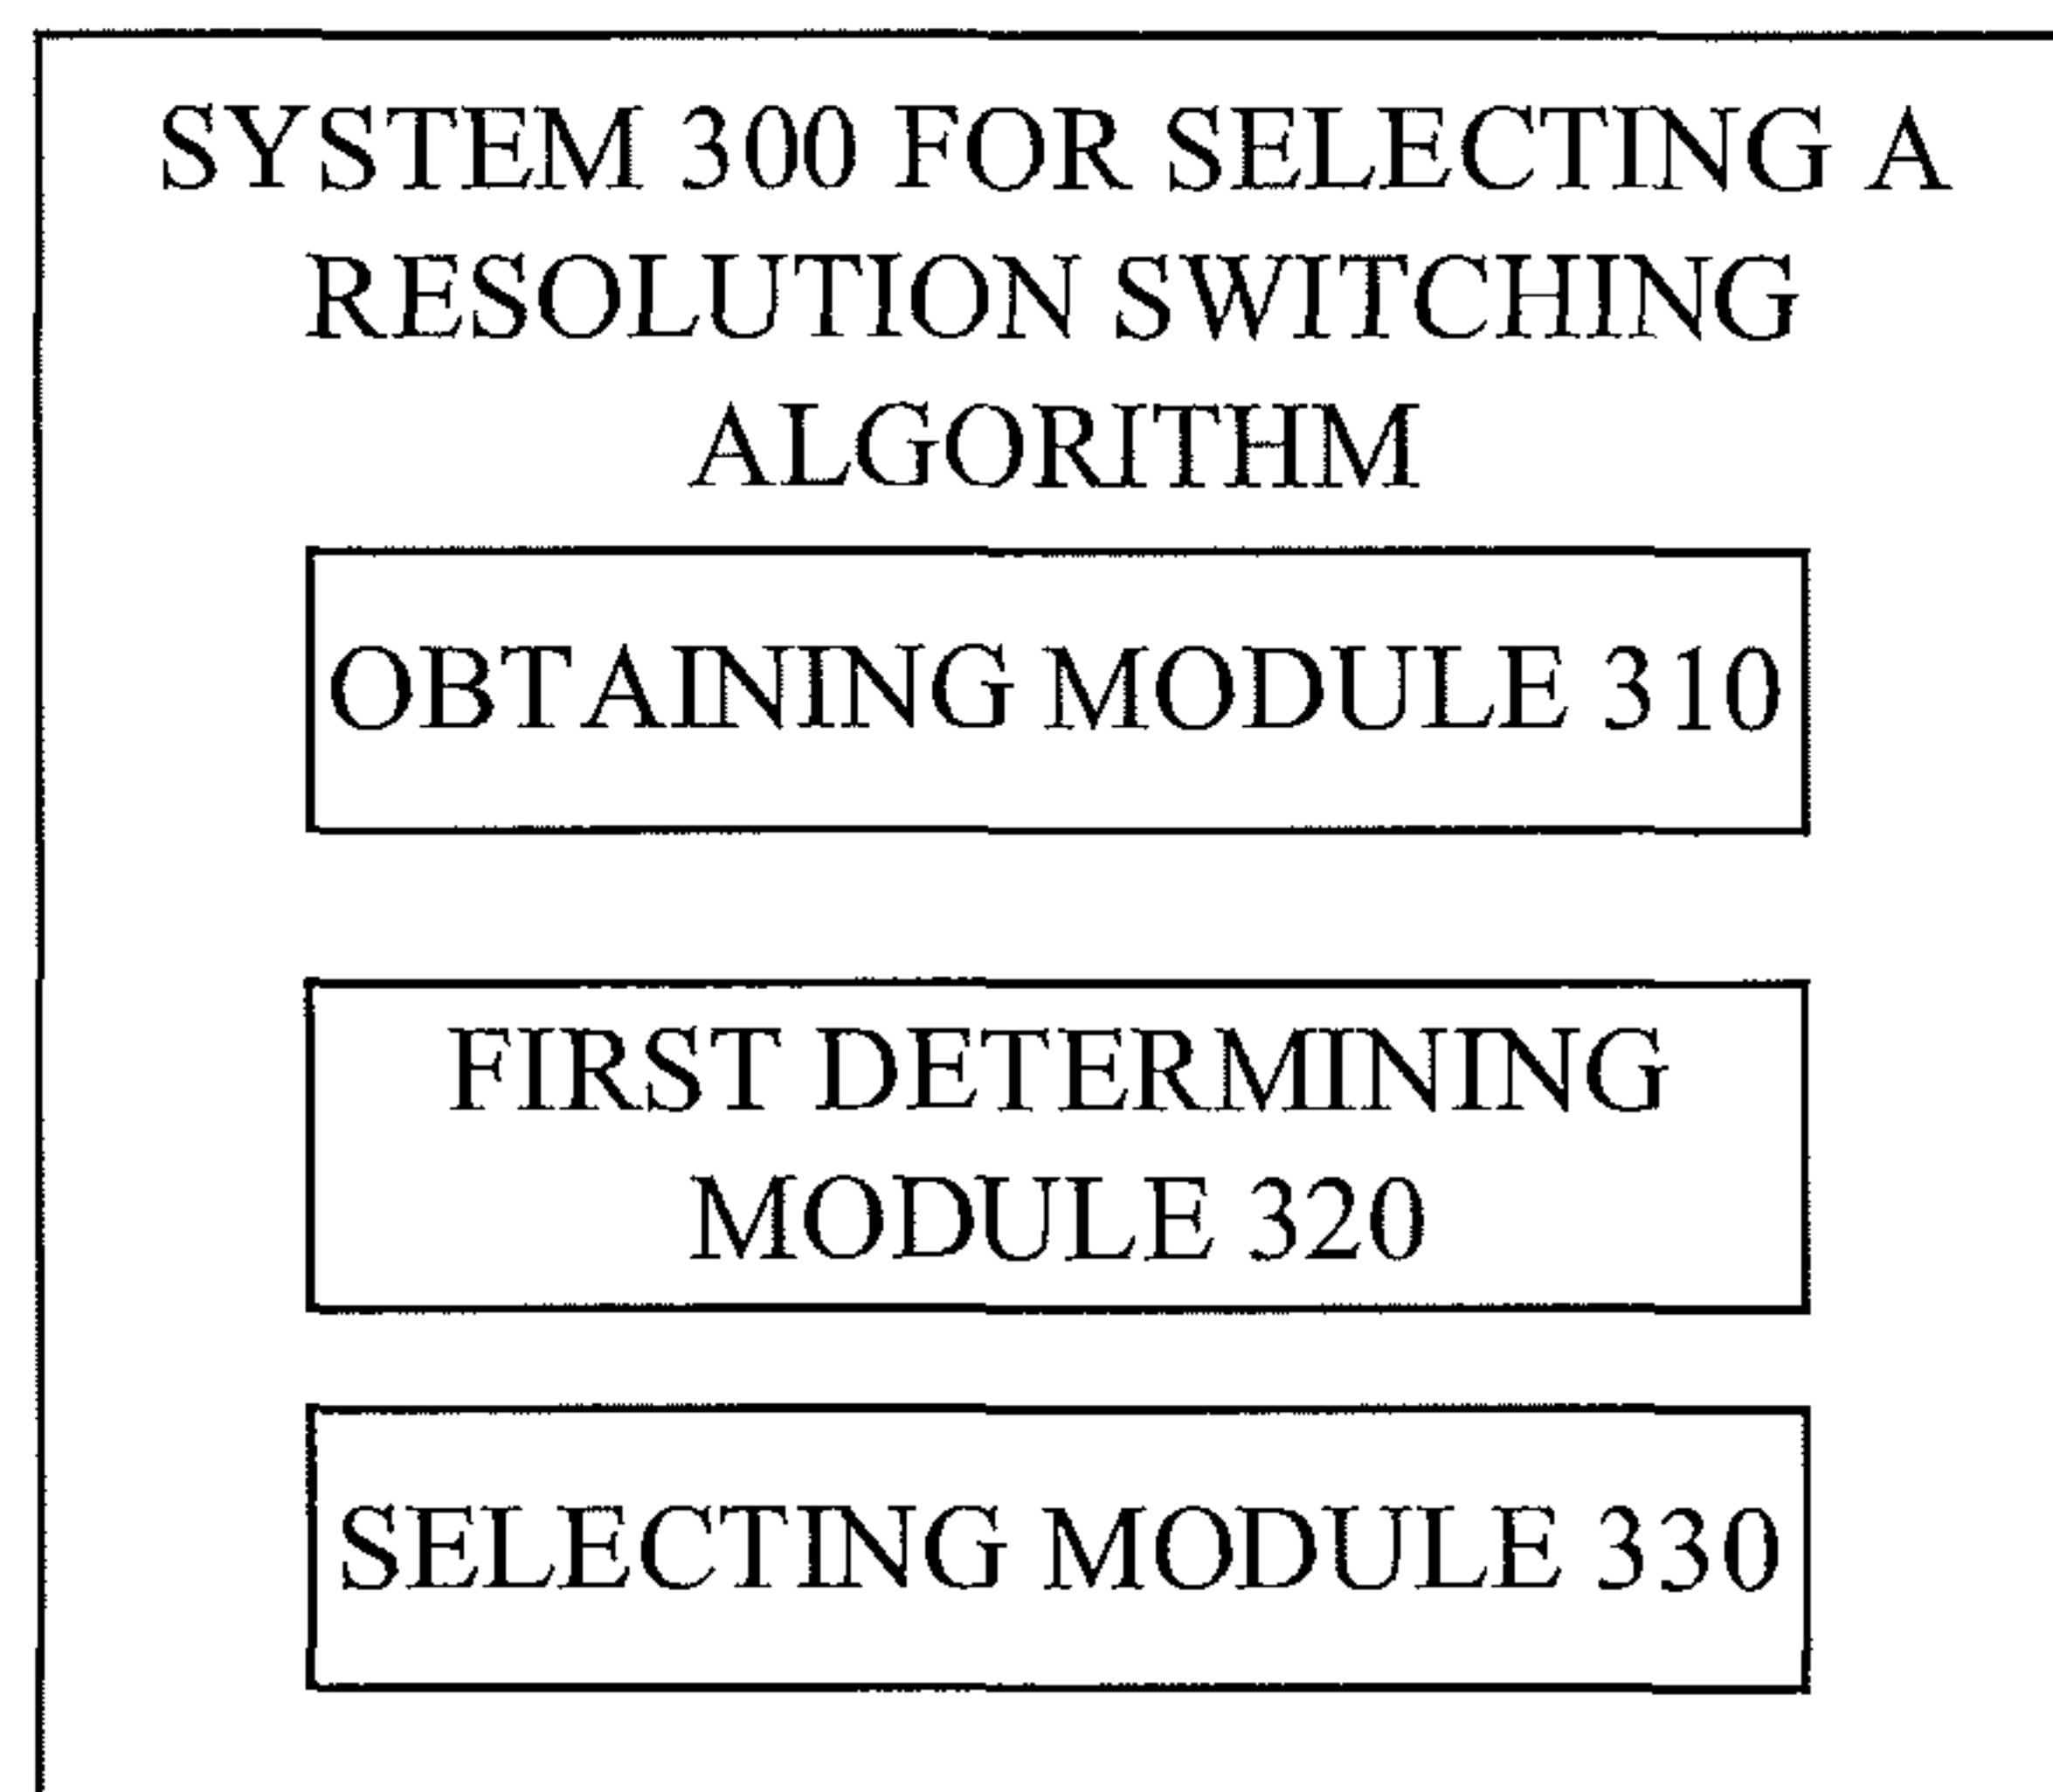 SYSTEM 300 FOR SELECTING A
RESOLUTION SWITCHING
ALGORITHM
OBTAINING MODULE 310
FIRST DETERMINING
MODULE 320
SELECTING MODULE 330